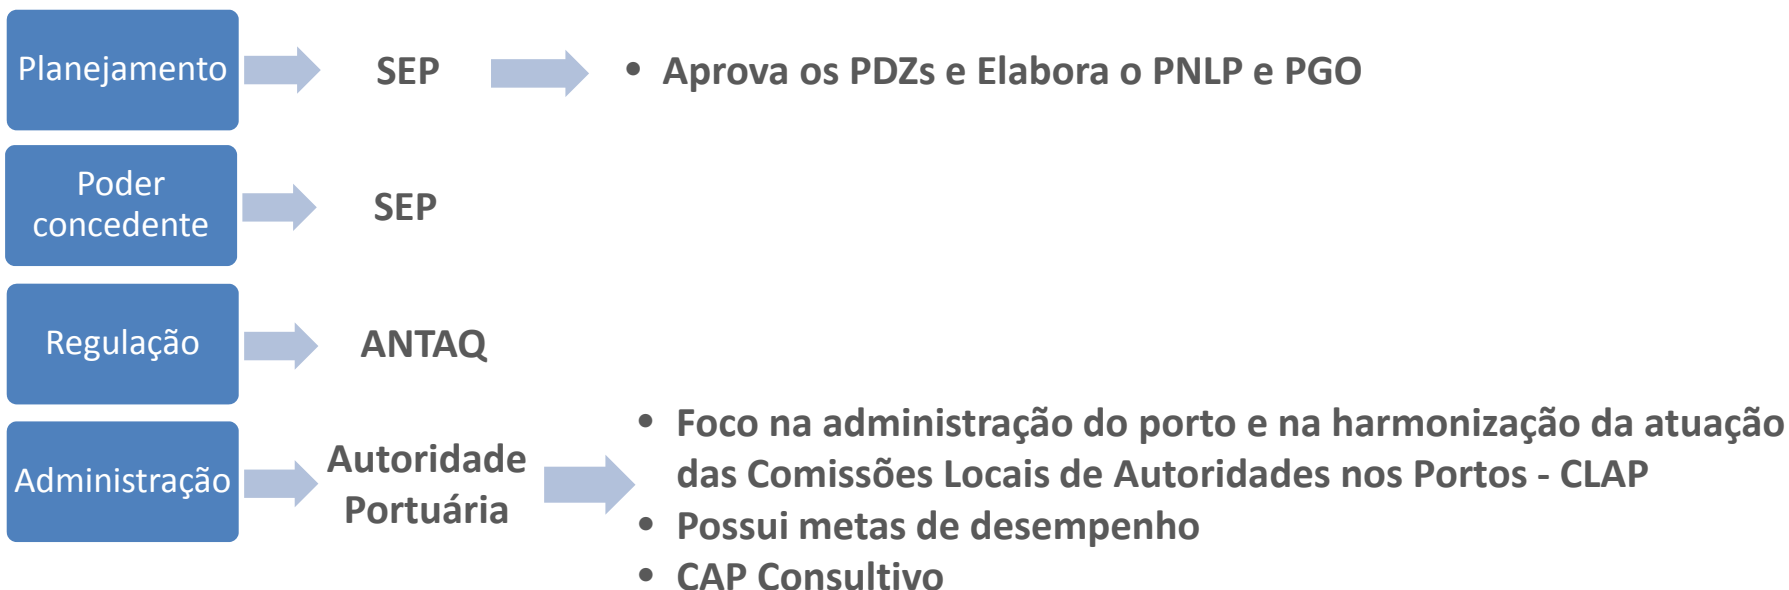 Planejamento
SEP
• Aprova os PDZs e Elabora o PNLP e PGO
Poder
concedente
SEP
Regulação
ANTAQ
Administração
Autoridade
Portuária
• Foco na administração do porto e na harmonização da atuação
das Comissões Locais de Autoridades nos Portos - CLAP
• Possui metas de desempenho
• CAP Consultivo